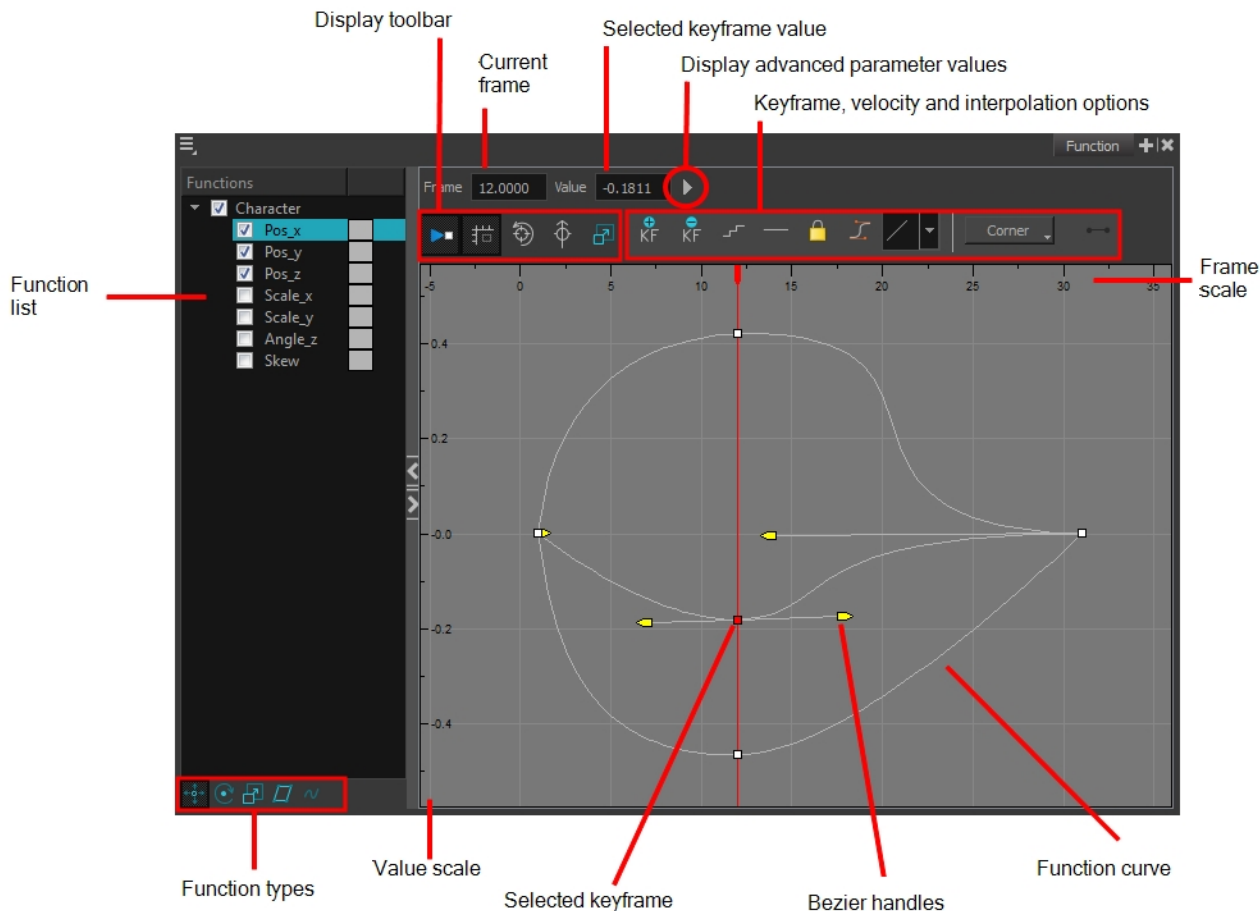 Display toolbar
Selected keyframe value
Current
frame
Display advanced parameter values
Keyframe, velocity and interpolation options
Function
Functions
Frame 12.0000 Value -0.1811
Character
Pos_x
Pos_y
Pos_z
Scale_x
Scale_y
Angle_z
Skew
KF KF Corner
Function
list
Frame
scale
-5 0 5 10 15 20 25 30 35
0.4
0.2
-0.0
-0.2
-0.4
Function types
Value scale
Selected keyframe
Bezier handles
Function curve